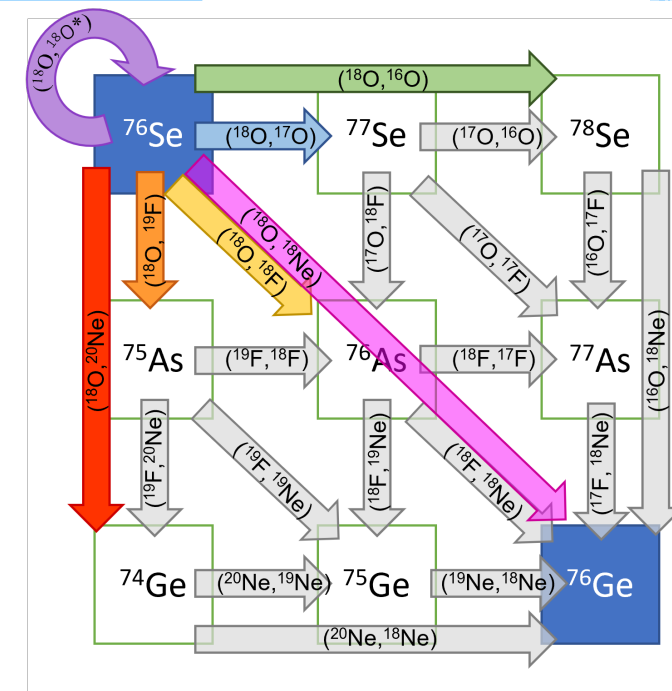 (¹⁸O, ¹⁸O*)
(¹⁸O,¹⁶O)
⁷⁶Se
(¹⁸O,¹⁷O)
⁷⁷Se
(¹⁷O,¹⁶O)
⁷⁸Se
(¹⁸O,²⁰Ne)
(¹⁸O, ¹⁹F)
(¹⁸O,¹⁸F)
(¹⁸O,¹⁸Ne)
(¹⁷O,¹⁸F)
(¹⁷O,¹⁷F)
(¹⁶O,¹⁷F)
(¹⁶O,¹⁸Ne)
⁷⁵As
(¹⁹F,¹⁸F)
⁷⁶As
(¹⁸F,¹⁷F)
⁷⁷As
(¹⁹F,²⁰Ne)
(¹⁹F,¹⁹Ne)
(¹⁸F,¹⁹Ne)
(¹⁸F,¹⁸Ne)
(¹⁷F,¹⁸Ne)
⁷⁴Ge
(²⁰Ne,¹⁹Ne)
⁷⁵Ge
(¹⁹Ne,¹⁸Ne)
⁷⁶Ge
(²⁰Ne,¹⁸Ne)